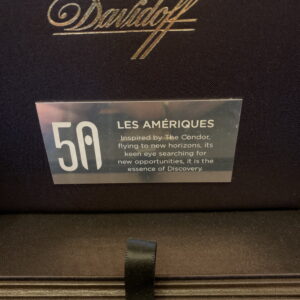 Davidoff
50
LES AMÉRIQUES
Inspired by The Condor,
flying to new horizons, its
keen eye searching for
new opportunities, it is the
essence of Discovery.